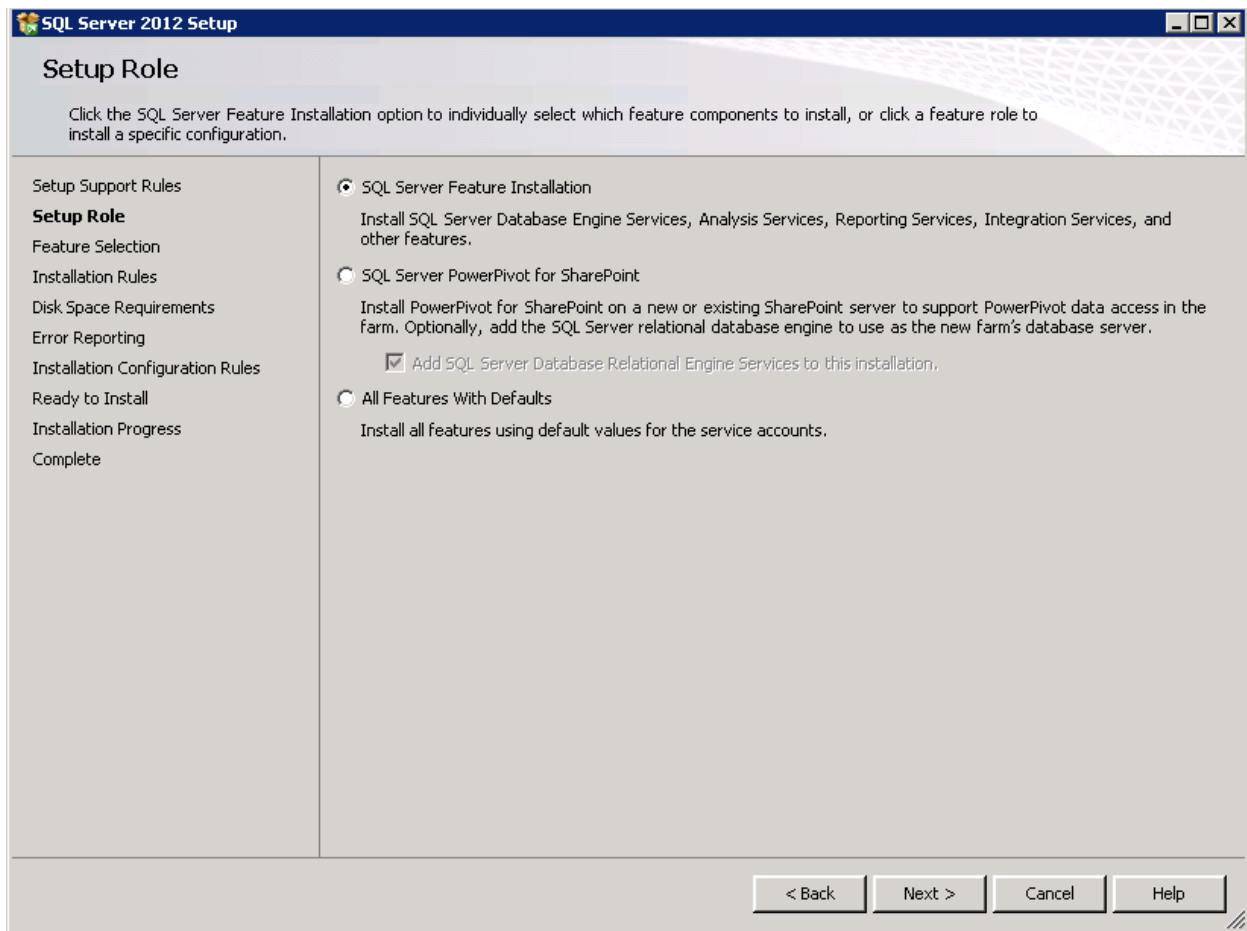 SQL Server 2012 Setup
Setup Role
Click the SQL Server Feature Installation option to individually select which feature components to install, or click a feature role to
install a specific configuration.
Setup Support Rules
Setup Role
Feature Selection
Installation Rules
Disk Space Requirements
Error Reporting
Installation Configuration Rules
Ready to Install
Installation Progress
Complete
SQL Server Feature Installation
Install SQL Server Database Engine Services, Analysis Services, Reporting Services, Integration Services, and
other features.
SQL Server PowerPivot for SharePoint
Install PowerPivot for SharePoint on a new or existing SharePoint server to support PowerPivot data access in the
farm. Optionally, add the SQL Server relational database engine to use as the new farm's database server.
Add SQL Server Database Relational Engine Services to this installation.
All Features With Defaults
Install all features using default values for the service accounts.
< Back
Next >
Cancel
Help